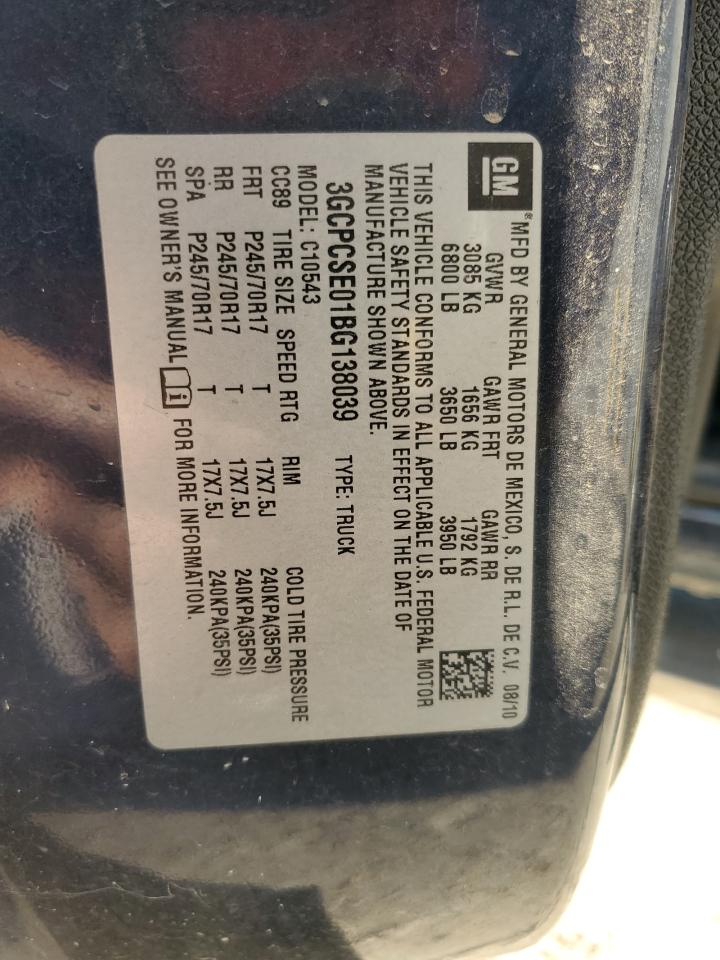 GM ® MFD BY GENERAL MOTORS DE MEXICO, S. DE R.L. DE C.V. 08/10
GVWR GAWR FRT GAWR RR
3085 KG 1656 KG 1792 KG
6800 LB 3650 LB 3950 LB
THIS VEHICLE CONFORMS TO ALL APPLICABLE U.S. FEDERAL MOTOR
VEHICLE SAFETY STANDARDS IN EFFECT ON THE DATE OF
MANUFACTURE SHOWN ABOVE.
3GCPCSE01BG138039 TYPE: TRUCK
MODEL: C10543
CC89 TIRE SIZE SPEED RTG RIM COLD TIRE PRESSURE
FRT P245/70R17 T 17X7.5J 240KPA(35PSI)
RR P245/70R17 T 17X7.5J 240KPA(35PSI)
SPA P245/70R17 T 17X7.5J 240KPA(35PSI)
SEE OWNER'S MANUAL i FOR MORE INFORMATION.